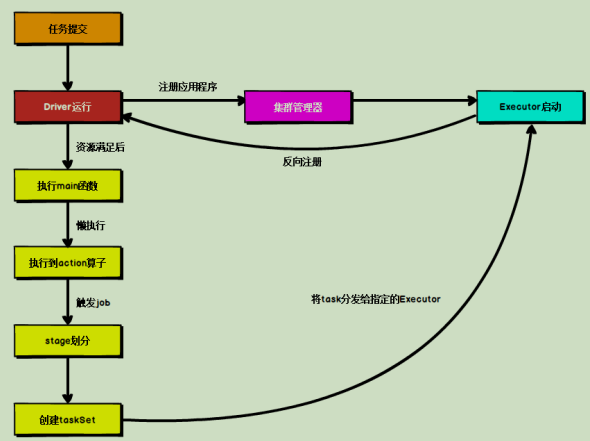 任务提交
Driver运行
注册应用程序
集群管理器
Executor启动
反向注册
资源满足后
执行main函数
懒执行
执行到action算子
触发job
将task分发给指定的Executor
stage划分
创建taskSet